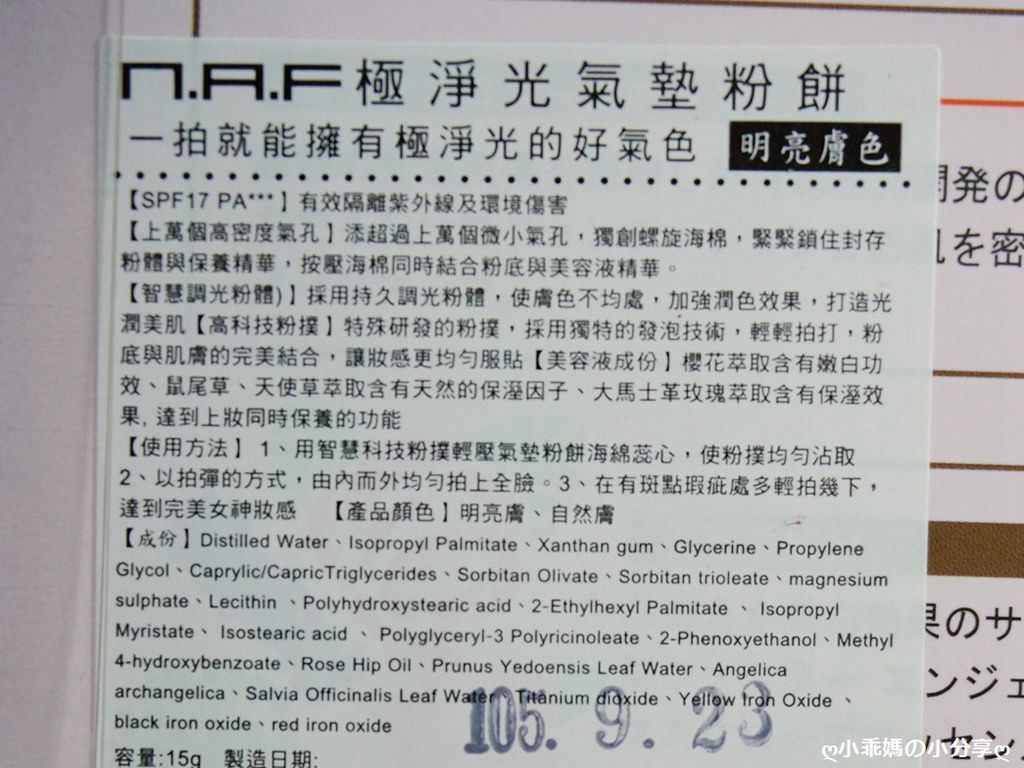 n.A.F極淨光氣墊粉餅
一拍就能擁有極淨光的好氣色 明亮膚色
【SPF17 PA***】有效隔離紫外線及環境傷害
【上萬個高密度氣孔】添超過上萬個微小氣孔，獨創螺旋海棉，緊緊鎖住封存
粉體與保養精華，按壓海棉同時結合粉底與美容液精華。
【智慧調光粉體)】採用持久調光粉體，使膚色不均處，加強潤色效果，打造光
潤美肌【高科技粉撲】特殊研發的粉撲，採用獨特的發泡技術，輕輕拍打，粉
底與肌膚的完美結合，讓妝感更均勻服貼【美容液成份】櫻花萃取含有嫩白功
效、鼠尾草、天使草萃取含有天然的保溼因子、大馬士革玫瑰萃取含有保溼效
果, 達到上妝同時保養的功能
【使用方法】 1、用智慧科技粉撲輕壓氣墊粉餅海綿蕊心，使粉撲均勻沾取
2、以拍彈的方式，由內而外均勻拍上全臉。3、在有斑點瑕疵處多輕拍幾下，
達到完美女神妝感 【產品顏色】明亮膚、自然膚
【成份】Distilled Water、Isopropyl Palmitate、Xanthan gum、Glycerine、Propylene
Glycol、Caprylic/CapricTriglycerides、Sorbitan Olivate、Sorbitan trioleate、magnesium
sulphate、Lecithin 、Polyhydroxystearic acid、2-Ethylhexyl Palmitate 、 Isopropyl
Myristate、 Isostearic acid 、 Polyglyceryl-3 Polyricinoleate、2-Phenoxyethanol、Methyl
4-hydroxybenzoate、Rose Hip Oil、Prunus Yedoensis Leaf Water、Angelica
archangelica、Salvia Officinalis Leaf Water、Titanium dioxide、Yellow Iron Oxide 、
black iron oxide、red iron oxide
105. 9. 23
容量:15g 製造日期:
開発の
を密
果のサ
ンジェ
ッセン
ღ小乖媽の小分享ღ